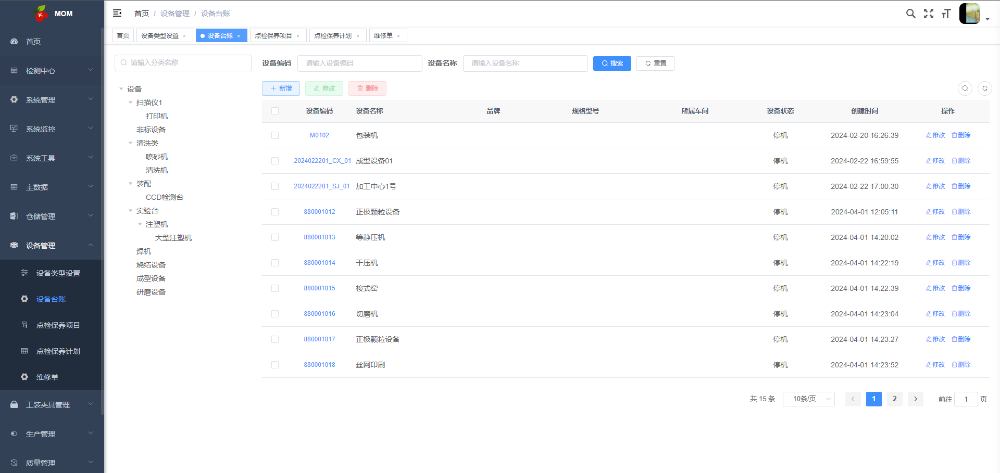 MOM
首页 / 设备管理 / 设备台账
首页 设备类型设置 × 设备台账 × 点检保养项目 × 点检保养计划 × 维修单 ×
首页
检测中心
系统管理
系统监控
系统工具
主数据
仓储管理
设备管理
设备类型设置
设备台账
点检保养项目
点检保养计划
维修单
工装夹具管理
生产管理
质量管理
请输入分类名称
设备
扫描仪1
打印机
非标设备
清洗类
喷砂机
清洗机
装配
CCD检测台
实验台
注塑机
大型注塑机
焊机
烧结设备
成型设备
研磨设备
设备编码 请输入设备编码 设备名称 请输入设备名称 搜索 重置
新增 修改 删除
设备编码 设备名称 品牌 规格型号 所属车间 设备状态 创建时间 操作
M0102 包装机 停机 2024-02-20 16:26:39 修改 删除
2024022201_CX_01 成型设备01 停机 2024-02-22 16:59:55 修改 删除
2024022201_SJ_01 加工中心1号 停机 2024-02-22 17:00:30 修改 删除
880001012 正极颗粒设备 停机 2024-04-01 12:05:11 修改 删除
880001013 等静压机 停机 2024-04-01 14:20:02 修改 删除
880001014 干压机 停机 2024-04-01 14:22:19 修改 删除
880001015 梭式窑 停机 2024-04-01 14:22:39 修改 删除
880001016 切磨机 停机 2024-04-01 14:23:04 修改 删除
880001017 正极颗粒设备 停机 2024-04-01 14:23:27 修改 删除
880001018 丝网印刷 停机 2024-04-01 14:23:52 修改 删除
共 15 条 10条/页 1 2 前往 1 页